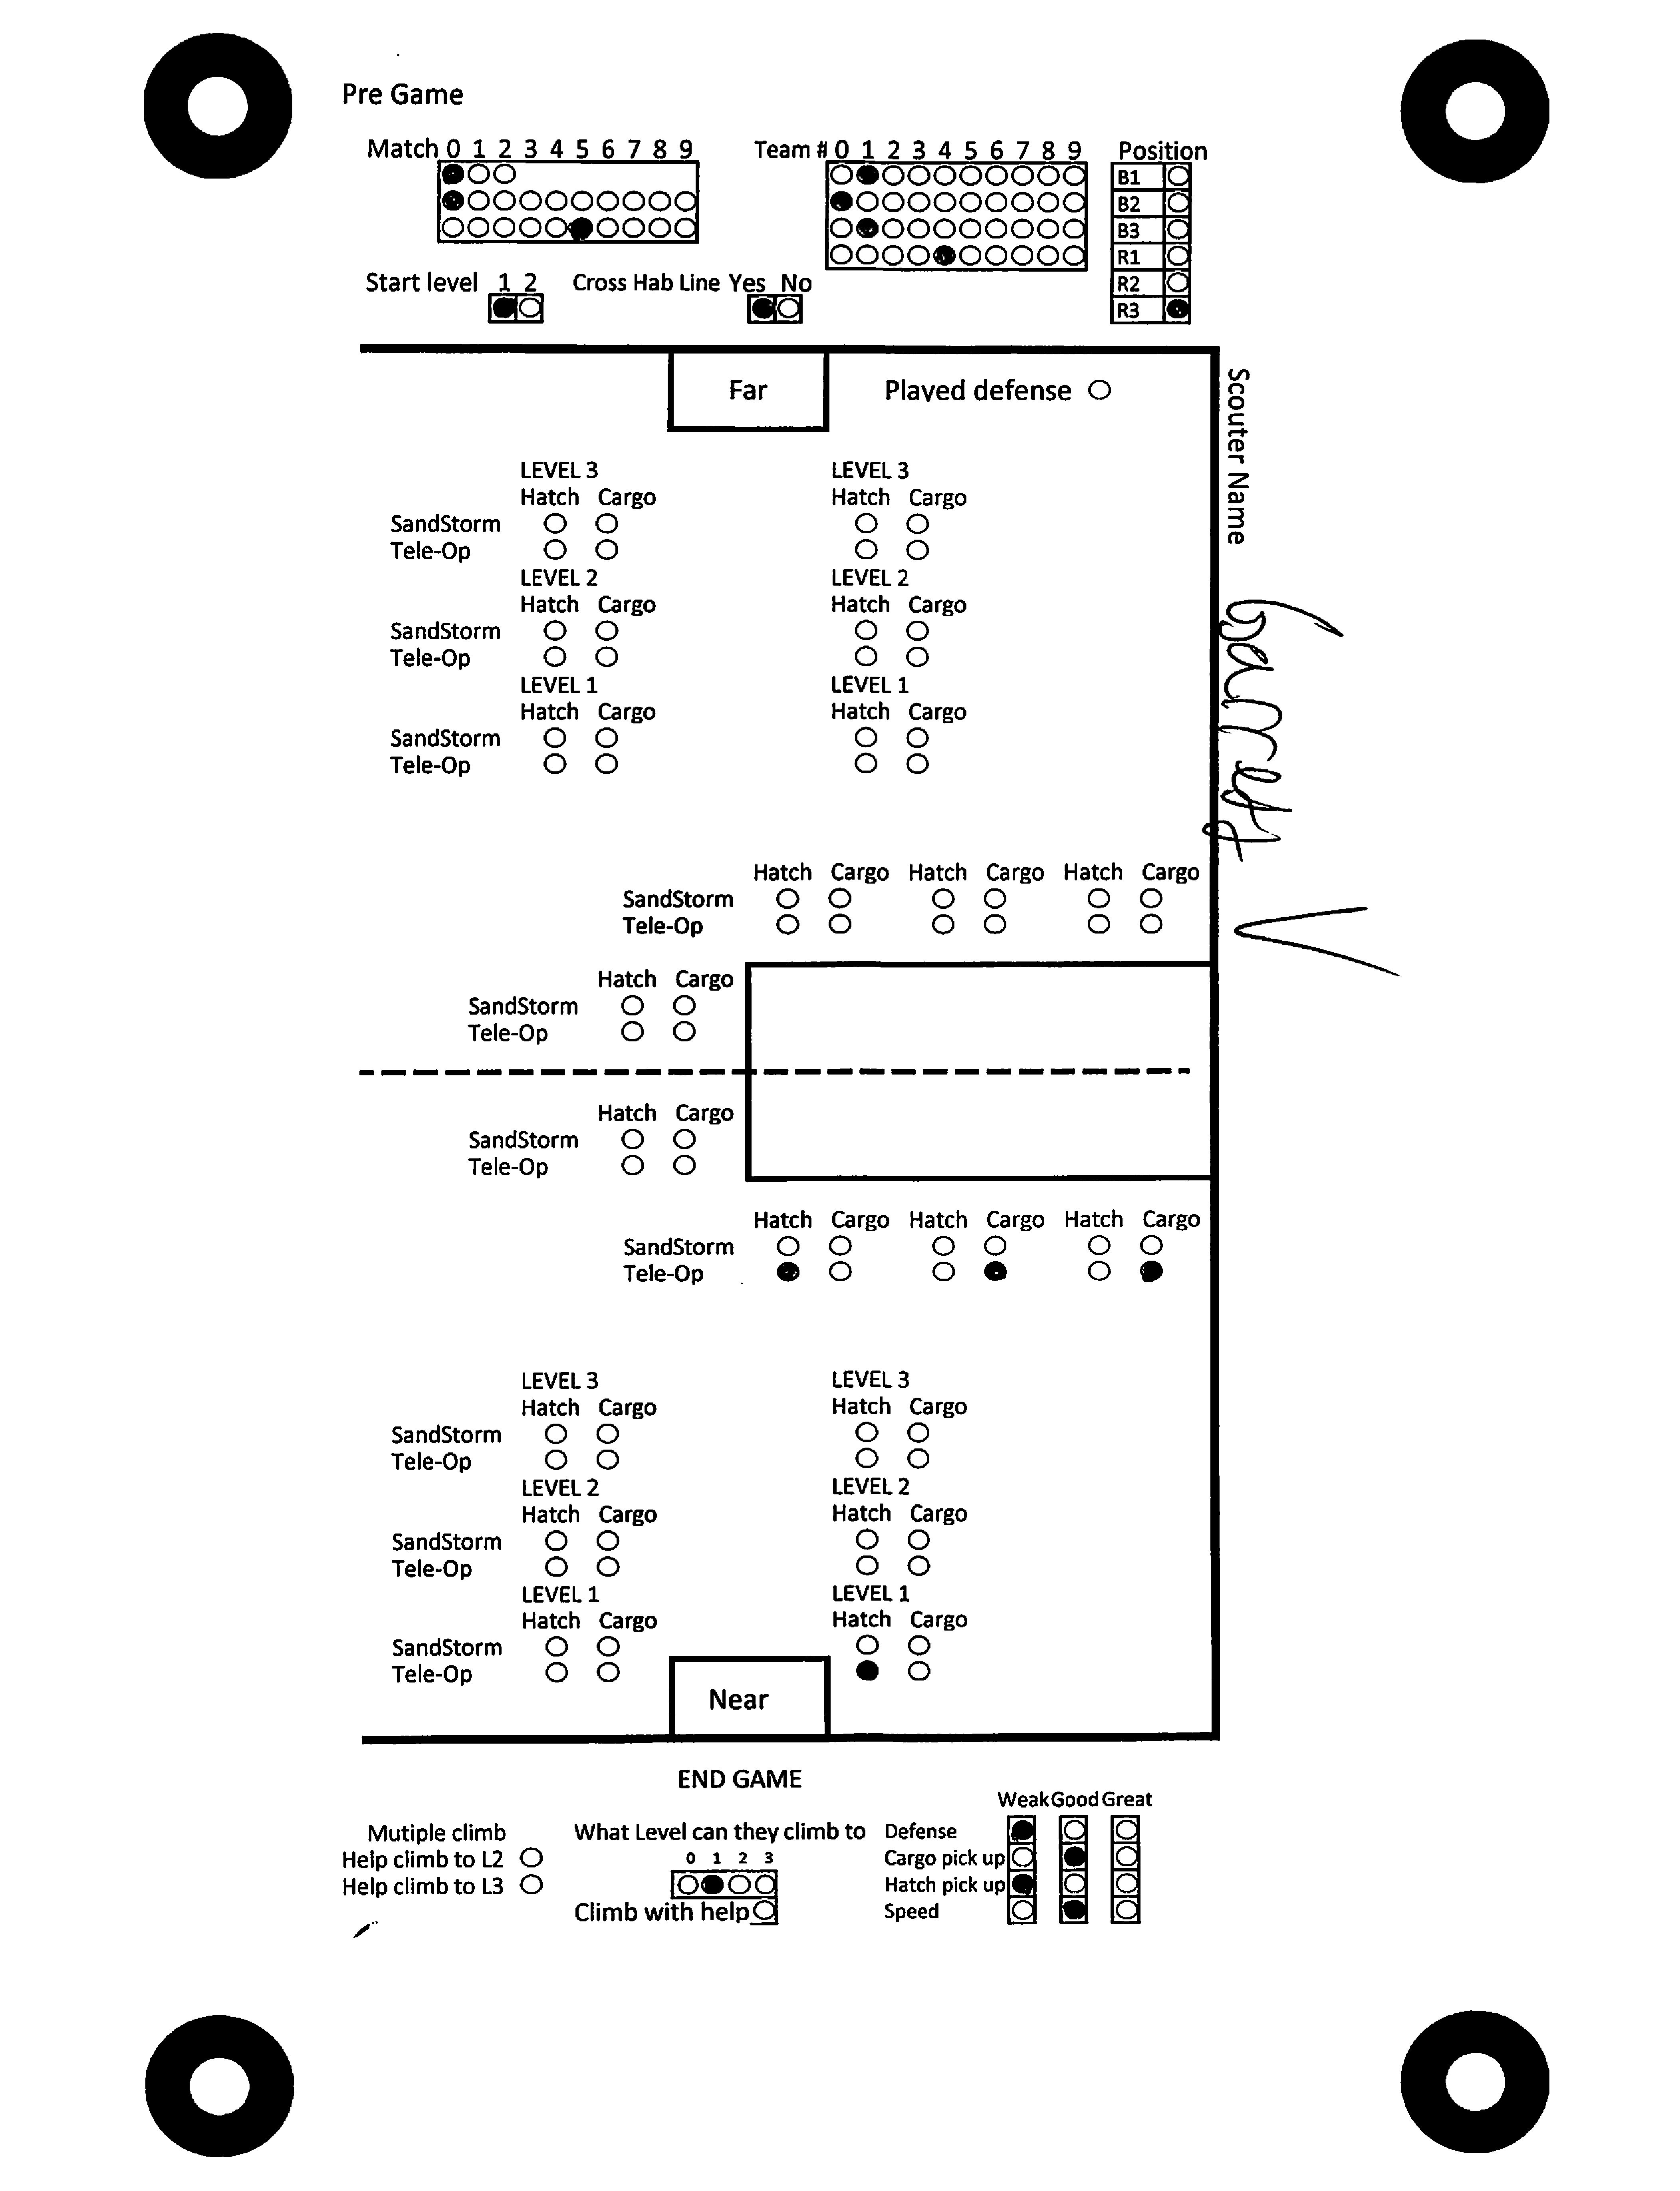 Pre Game
Match 0 1 2 3 4 5 6 7 8 9
Team # 0 1 2 3 4 5 6 7 8 9
Position
B1
B2
B3
R1
R2
R3
Start level 1 2
Cross Hab Line Yes No
Far
Played defense
Scouter Name
LEVEL 3 LEVEL 3
Hatch Cargo Hatch Cargo
SandStorm
Tele-Op
LEVEL 2 LEVEL 2
Hatch Cargo Hatch Cargo
SandStorm
Tele-Op
LEVEL 1 LEVEL 1
Hatch Cargo Hatch Cargo
SandStorm
Tele-Op
Hatch Cargo Hatch Cargo Hatch Cargo
SandStorm
Tele-Op
Hatch Cargo
SandStorm
Tele-Op
Hatch Cargo
SandStorm
Tele-Op
Hatch Cargo Hatch Cargo Hatch Cargo
SandStorm
Tele-Op
LEVEL 3 LEVEL 3
Hatch Cargo Hatch Cargo
SandStorm
Tele-Op
LEVEL 2 LEVEL 2
Hatch Cargo Hatch Cargo
SandStorm
Tele-Op
LEVEL 1 LEVEL 1
Hatch Cargo Hatch Cargo
SandStorm
Tele-Op
Near
END GAME
Weak Good Great
Mutiple climb
Help climb to L2
Help climb to L3
What Level can they climb to
0 1 2 3
Climb with help
Defense
Cargo pick up
Hatch pick up
Speed